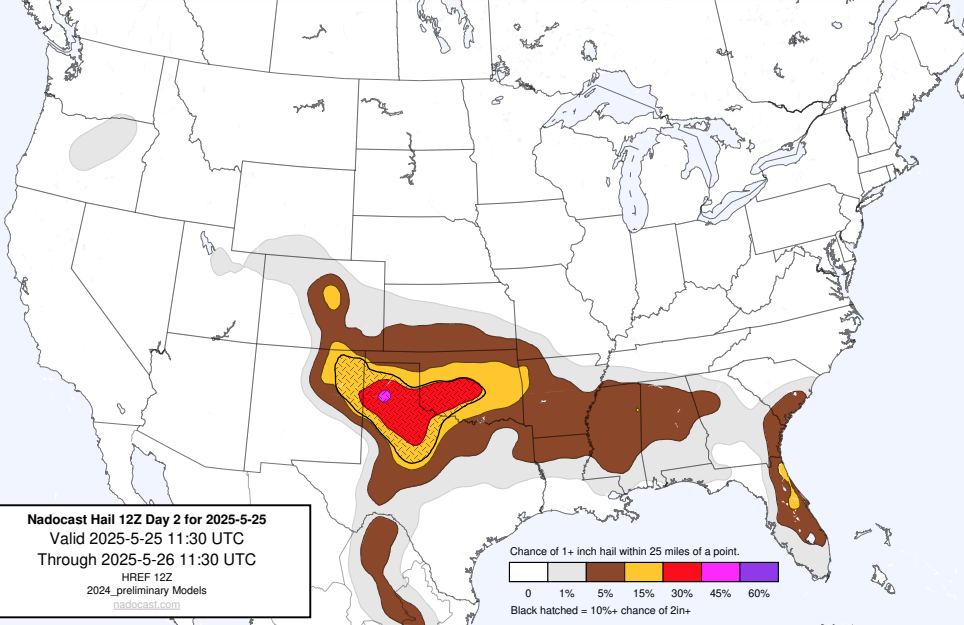 Nadocast Hail 12Z Day 2 for 2025-5-25
Valid 2025-5-25 11:30 UTC
Through 2025-5-26 11:30 UTC
HREF 12Z
2024_preliminary Models
nadocast.com
Chance of 1+ inch hail within 25 miles of a point.
0 1% 5% 15% 30% 45% 60%
Black hatched = 10%+ chance of 2in+